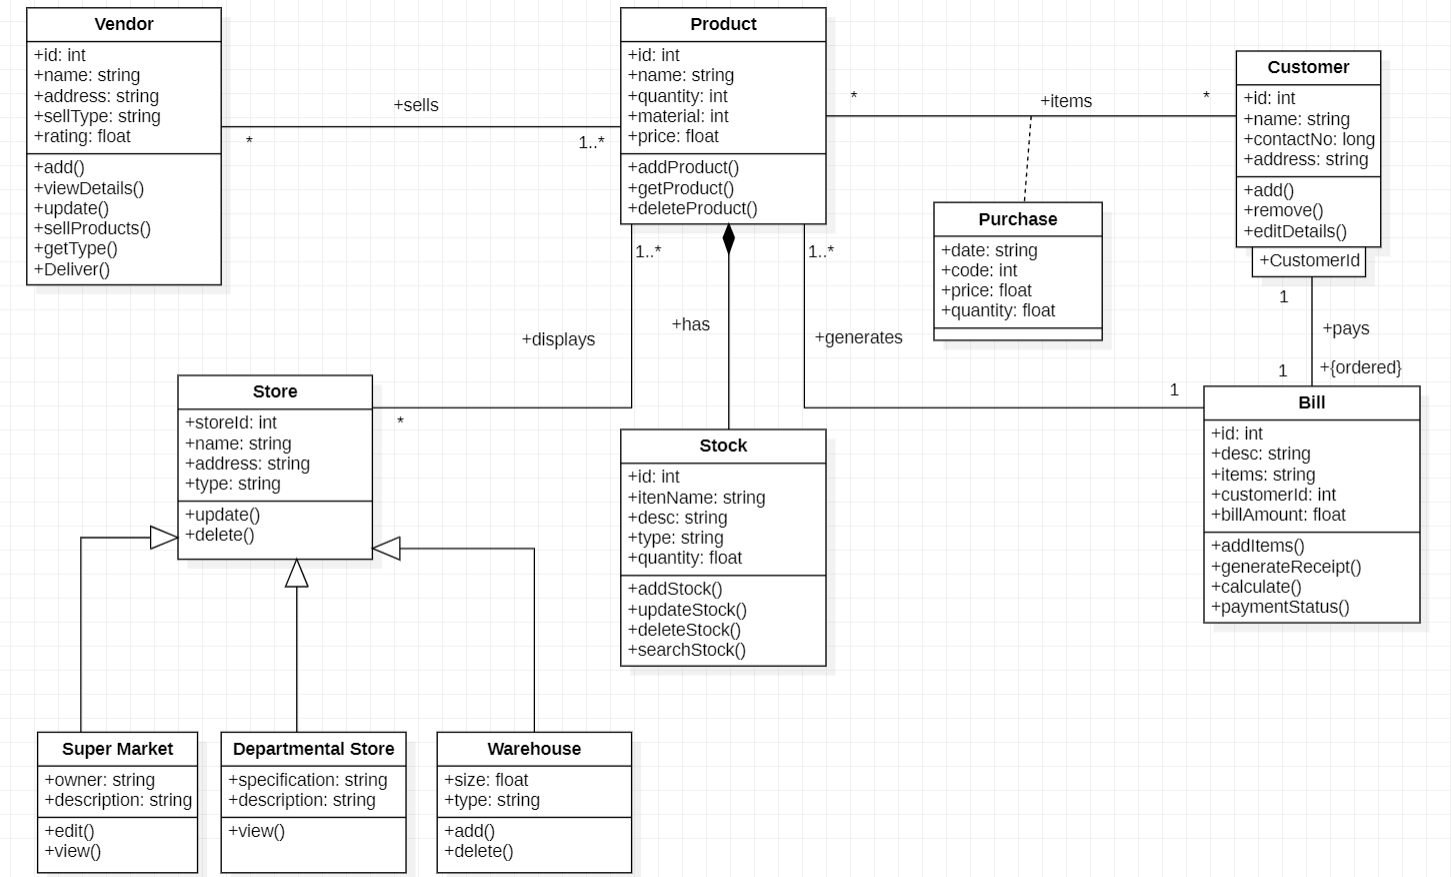 Vendor
+id: int
+name: string
+address: string
+sellType: string
+rating: float
+add()
+viewDetails()
+update()
+sellProducts()
+getType()
+Deliver()
+sells
*
1..*
Product
+id: int
+name: string
+quantity: int
+material: int
+price: float
+addProduct()
+getProduct()
+deleteProduct()
*
+items
*
Customer
+id: int
+name: string
+contactNo: long
+address: string
+add()
+remove()
+editDetails()
+CustomerId
Purchase
+date: string
+code: int
+price: float
+quantity: float
1..*
+displays
*
+has
1..*
+generates
1
1
+pays
1
+{ordered}
Store
+storeId: int
+name: string
+address: string
+type: string
+update()
+delete()
Stock
+id: int
+itenName: string
+desc: string
+type: string
+quantity: float
+addStock()
+updateStock()
+deleteStock()
+searchStock()
Bill
+id: int
+desc: string
+items: string
+customerId: int
+billAmount: float
+addItems()
+generateReceipt()
+calculate()
+paymentStatus()
Super Market
+owner: string
+description: string
+edit()
+view()
Departmental Store
+specification: string
+description: string
+view()
Warehouse
+size: float
+type: string
+add()
+delete()